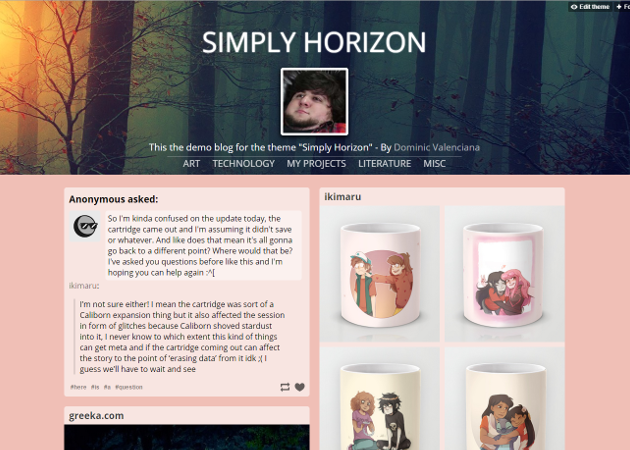 Edit theme
SIMPLY HORIZON
This the demo blog for the theme "Simply Horizon" - By Dominic Valenciana
ART TECHNOLOGY MY PROJECTS LITERATURE MISC
Anonymous asked:
So I'm kinda confused on the update today, the
cartridge came out and I'm assuming it didn't save
or whatever. And like does that mean it's all gonna
go back to a different point? Where would that be?
I've asked you questions before like this and I'm
hoping you can help again :^[
ikimaru:
I'm not sure either! I mean the cartridge was sort of a
Caliborn expansion thing but it also affected the session
in form of glitches because Caliborn shoved stardust
into it, I never know to which extent this kind of things
can get meta and if the cartridge coming out can affect
the story to the point of 'erasing data' from it idk ;( I
guess we'll have to wait and see
#here #is #a #question
greeka.com
ikimaru